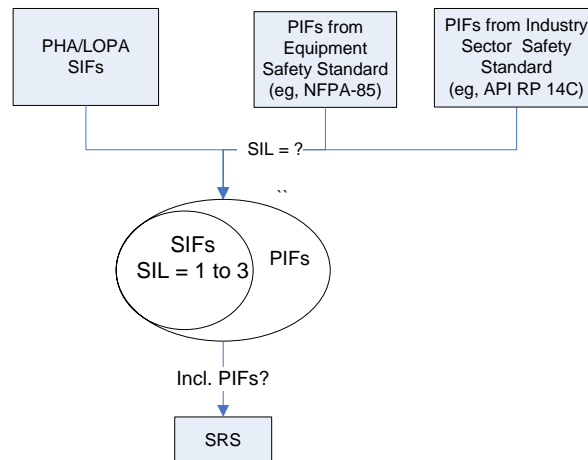 PHA/LOPA
SIFs
PIFs from
Equipment
Safety Standard
(eg, NFPA-85)
PIFs from Industry
Sector Safety
Standard
(eg, API RP 14C)
SIL = ?
``
SIFs
SIL = 1 to 3
PIFs
Incl. PIFs?
SRS